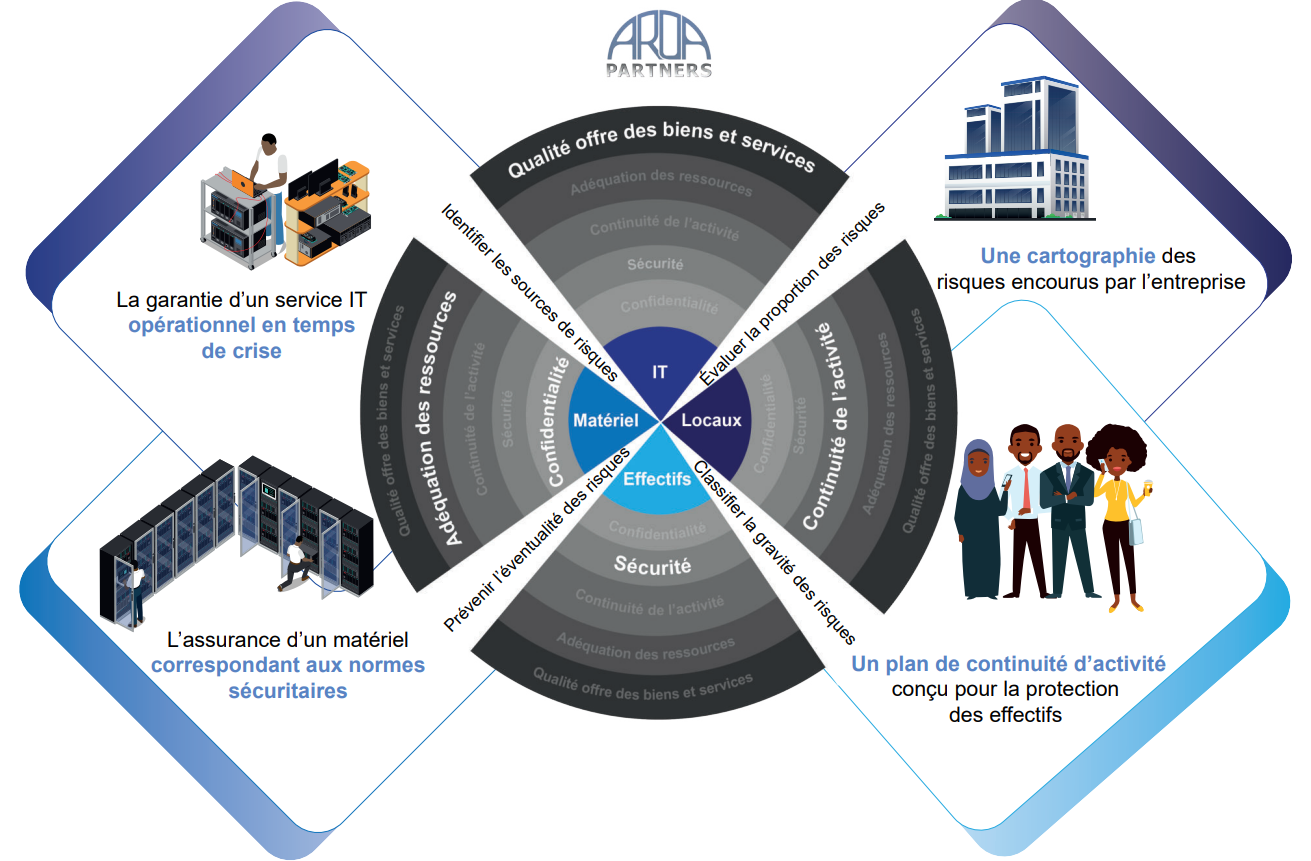 AROA
PARTNERS
La garantie d’un service IT
opérationnel en temps
de crise
Une cartographie des
risques encourus par l’entreprise
L’assurance d’un matériel
correspondant aux normes
sécuritaires
Un plan de continuité d’activité
conçu pour la protection
des effectifs
Identifier les sources de risques
Évaluer la proportion des risques
Classifier la gravité des risques
Prévenir l’éventualité des risques
Qualité offre des biens et services
Adéquation des ressources
Continuité de l’activité
Sécurité
Confidentialité
IT
Qualité offre des biens et services
Adéquation des ressources
Continuité de l’activité
Sécurité
Confidentialité
Matériel
Locaux
Confidentialité
Sécurité
Continuité de l’activité
Adéquation des ressources
Qualité offre des biens et services
Effectifs
Confidentialité
Sécurité
Continuité de l’activité
Adéquation des ressources
Qualité offre des biens et services